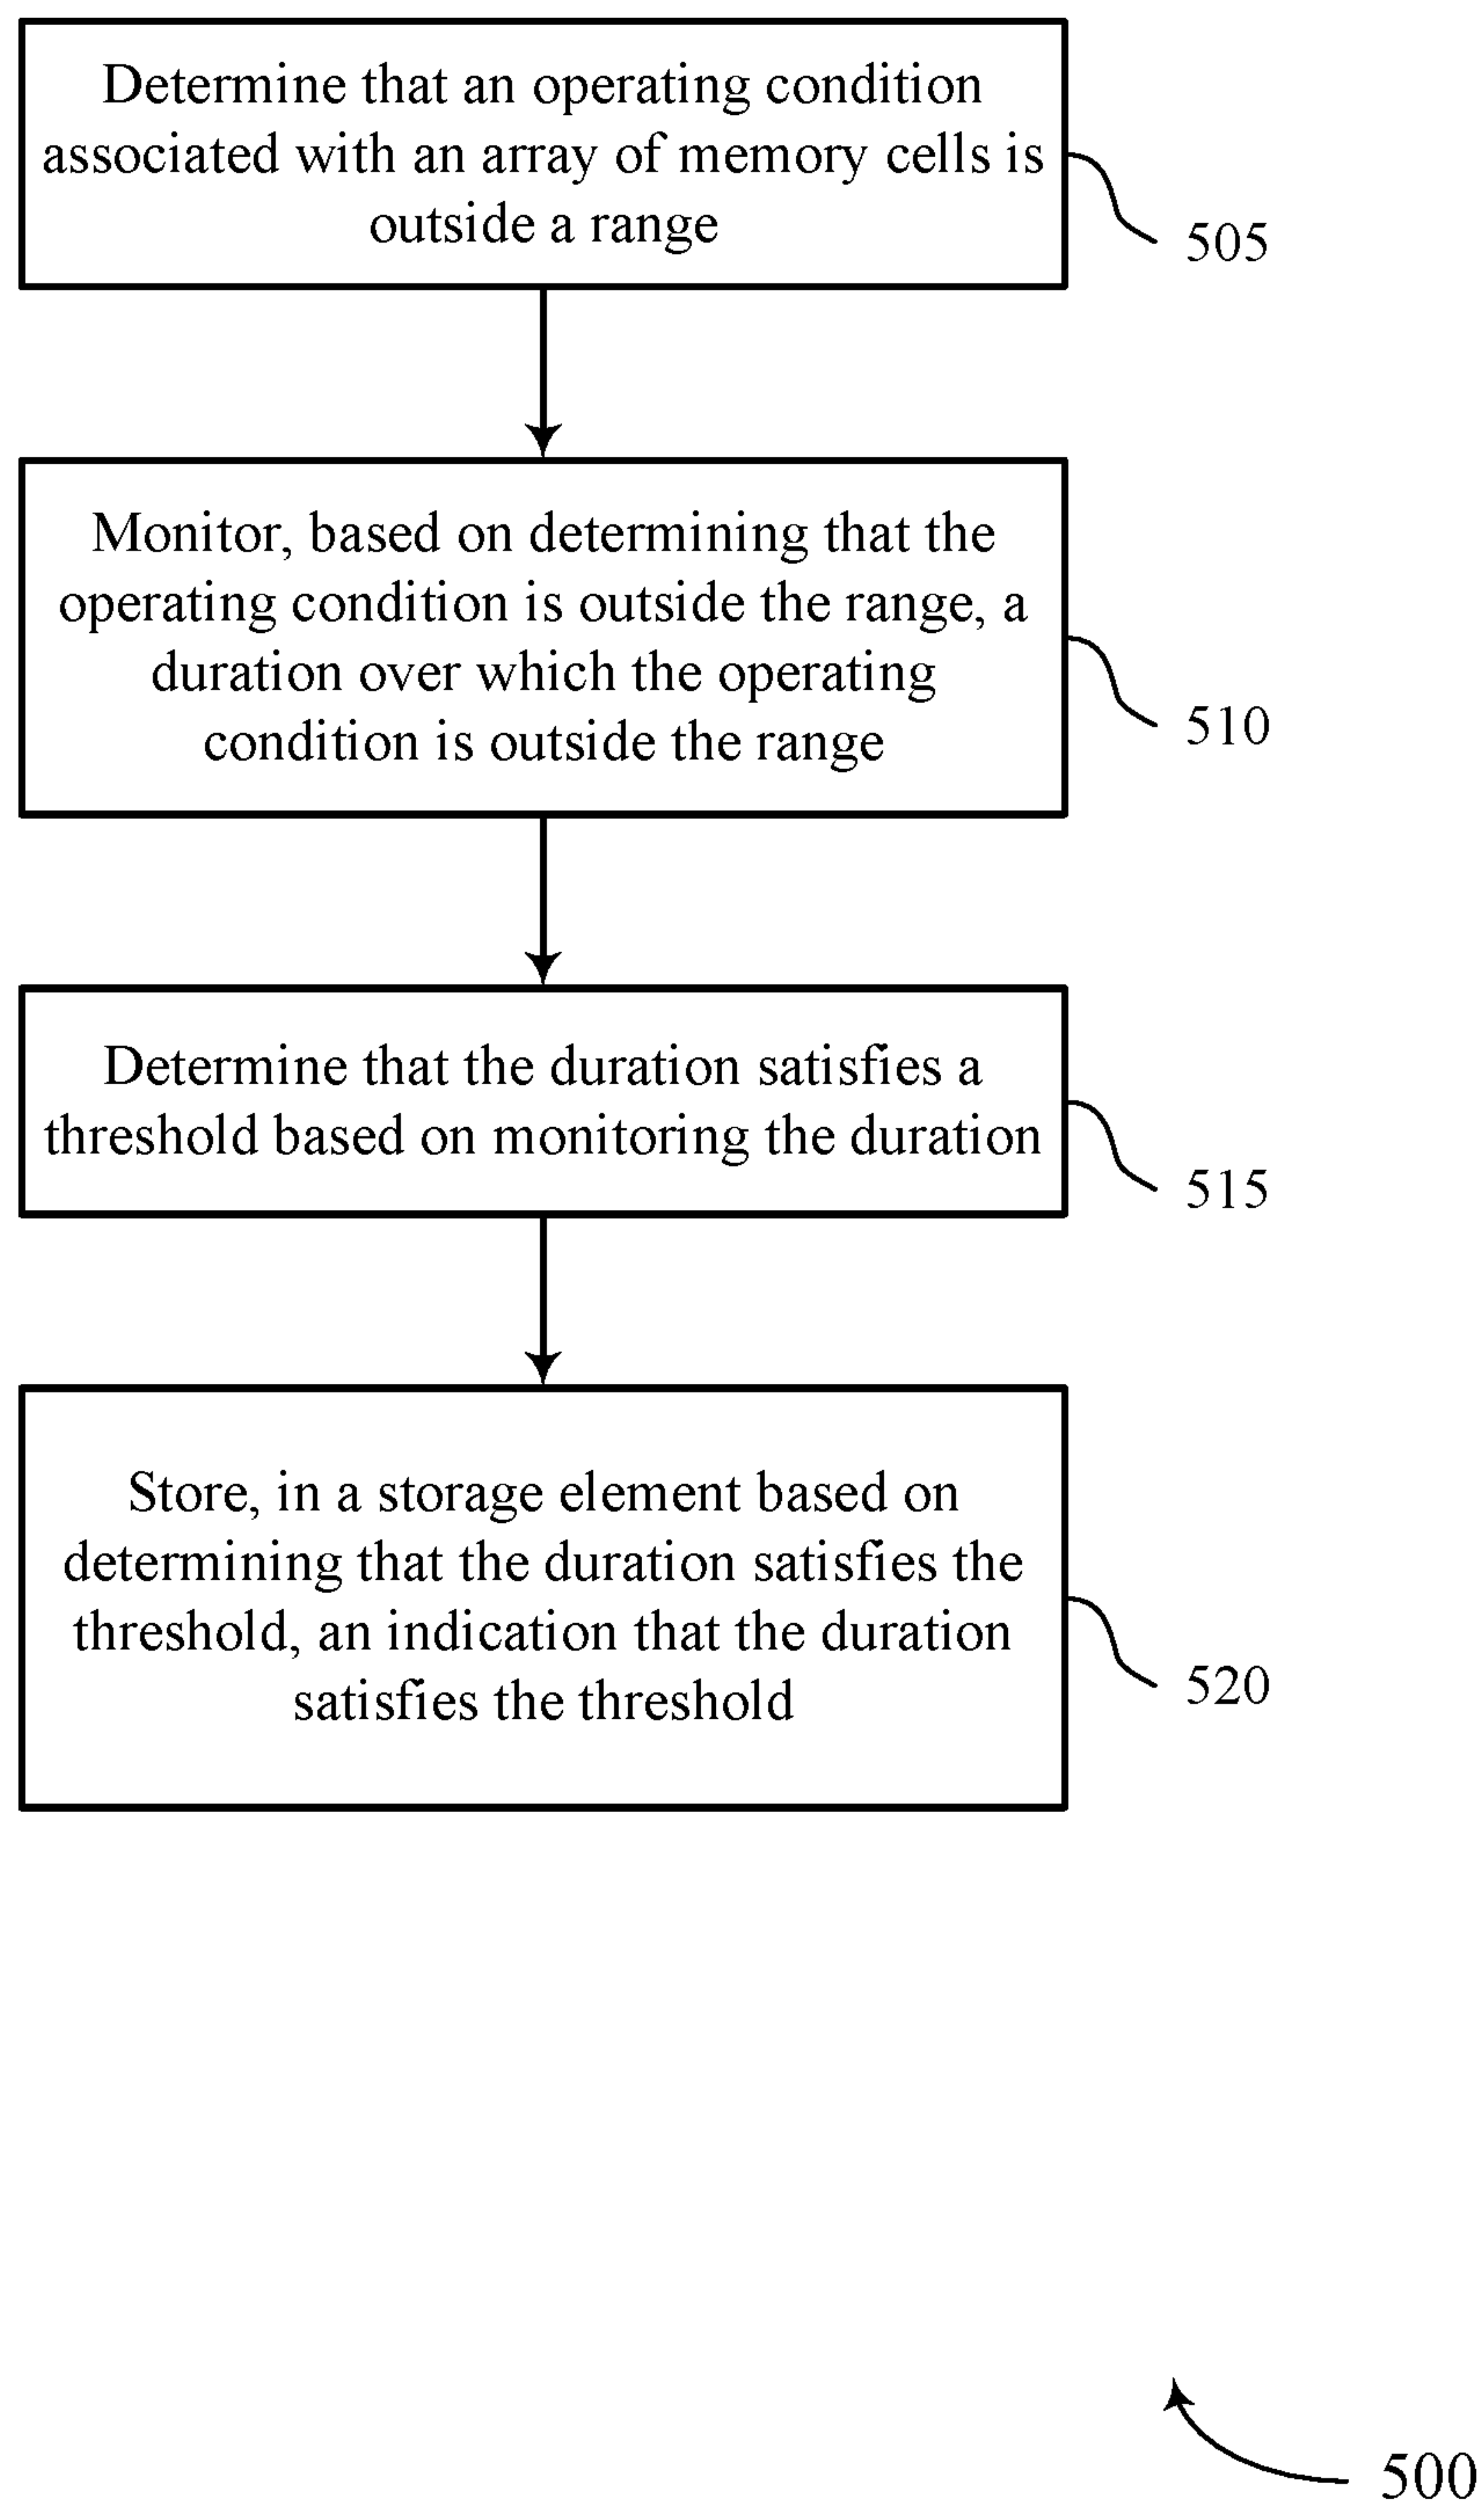 Determine that an operating condition
associated with an array of memory cells is
outside a range
505
Monitor, based on determining that the
operating condition is outside the range, a
duration over which the operating
condition is outside the range
510
Determine that the duration satisfies a
threshold based on monitoring the duration
515
Store, in a storage element based on
determining that the duration satisfies the
threshold, an indication that the duration
satisfies the threshold
520
500